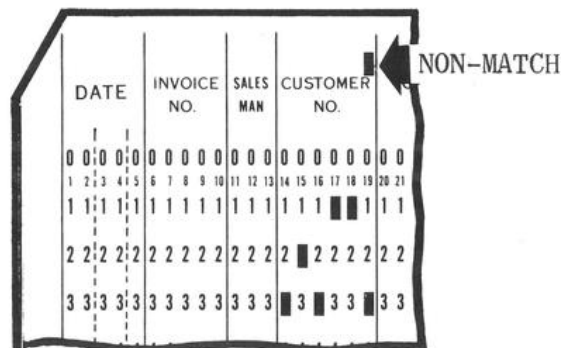 NON-MATCH
DATE INVOICE NO. SALES MAN CUSTOMER NO.
0 0 0 0 0 0 0 0 0 0 0 0 0 0 0 0 0 0 0 0 0
1 2 3 4 5 6 7 8 9 10 11 12 13 14 15 16 17 18 19 20 21
1 1 1 1 1 1 1 1 1 1 1 1 1 1 1 1 1 1 1
2 2 2 2 2 2 2 2 2 2 2 2 2 2 2 2 2 2 2 2
3 3 3 3 3 3 3 3 3 3 3 3 3 3 3 3 3 3